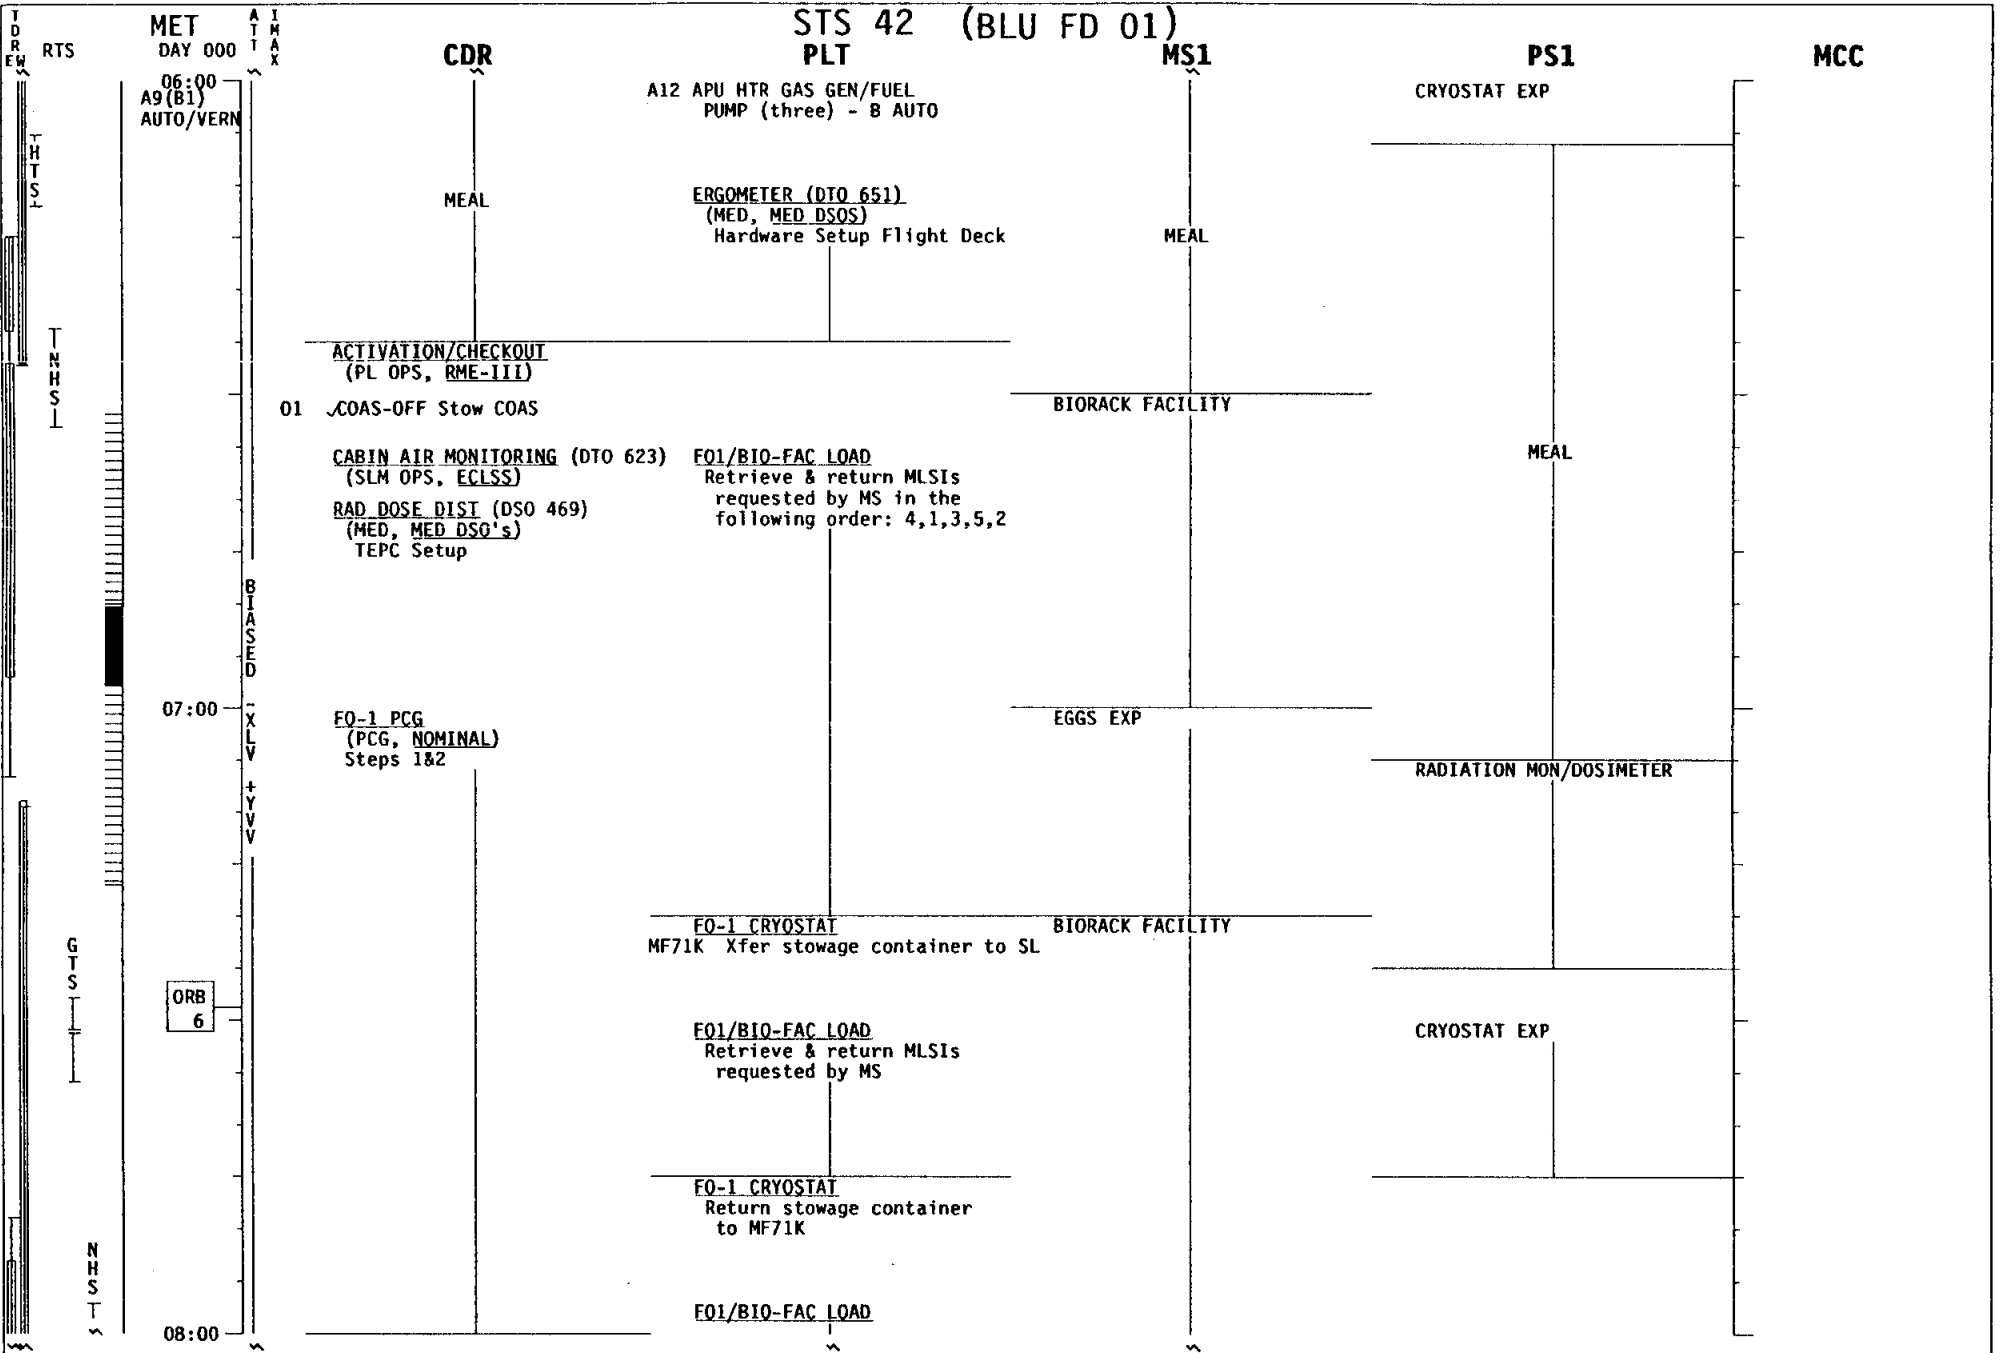 STS 42 (BLU FD 01)
TDR
E W
RTS
MET
DAY 000
ATT
IMAX
CDR
PLT
MS1
PS1
MCC
06:00
A9(B1)
AUTO/VERN
A12 APU HTR GAS GEN/FUEL
PUMP (three) - B AUTO
CRYOSTAT EXP
HTS
MEAL
ERGOMETER (DTO 651)
(MED, MED DSOS)
Hardware Setup Flight Deck
MEAL
NHS
ACTIVATION/CHECKOUT
(PL OPS, RME-III)
01 ✓COAS-OFF Stow COAS
BIORACK FACILITY
CABIN AIR MONITORING (DTO 623)
(SLM OPS, ECLSS)
RAD DOSE DIST (DSO 469)
(MED, MED DSO's)
TEPC Setup
FO1/BIO-FAC LOAD
Retrieve & return MLSIs
requested by MS in the
following order: 4,1,3,5,2
MEAL
BIASED -XLV +YVV
07:00
FO-1 PCG
(PCG, NOMINAL)
Steps 1&2
EGGS EXP
RADIATION MON/DOSIMETER
FO-1 CRYOSTAT
MF71K Xfer stowage container to SL
BIORACK FACILITY
GTS
ORB
6
FO1/BIO-FAC LOAD
Retrieve & return MLSIs
requested by MS
CRYOSTAT EXP
FO-1 CRYOSTAT
Return stowage container
to MF71K
NHS
FO1/BIO-FAC LOAD
08:00